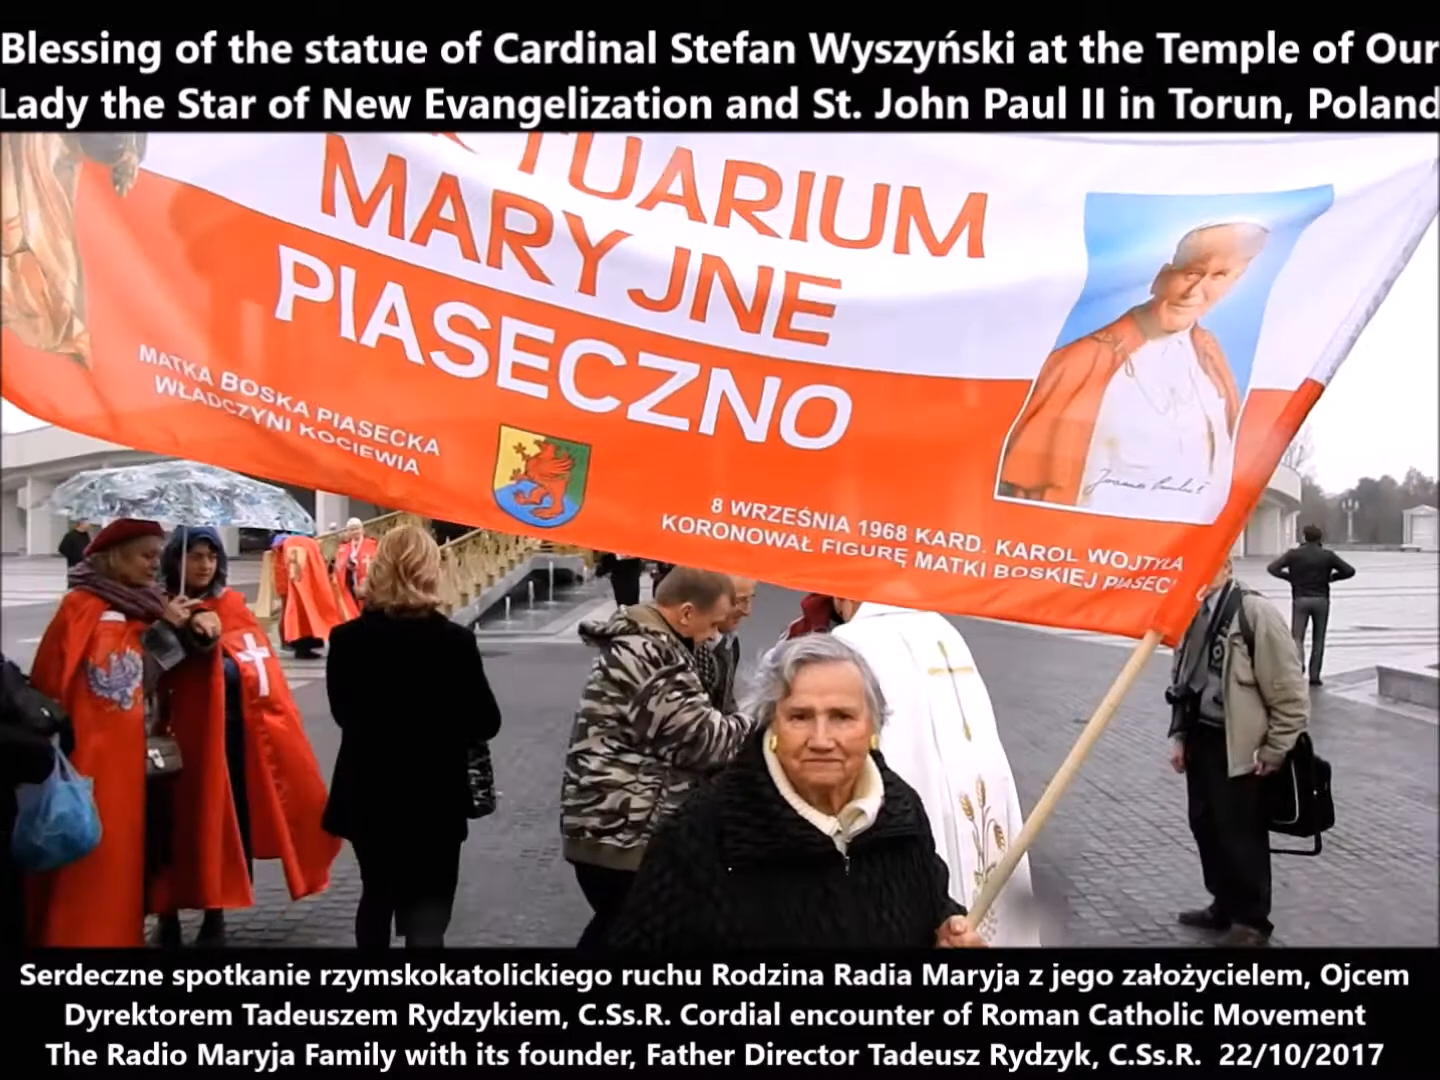 Blessing of the statue of Cardinal Stefan Wyszyński at the Temple of Our
Lady the Star of New Evangelization and St. John Paul II in Torun, Poland
TUARIUM
MARYJNE
PIASECZNO
MATKA BOSKA PIASECKA
WŁADCZYNI KOCIEWIA
8 WRZEŚNIA 1968 KARD. KAROL WOJTYŁA
KORONOWAŁ FIGURĘ MATKI BOSKIEJ PIASEC
Serdeczne spotkanie rzymskokatolickiego ruchu Rodzina Radia Maryja z jego założycielem, Ojcem
Dyrektorem Tadeuszem Rydzykiem, C.Ss.R. Cordial encounter of Roman Catholic Movement
The Radio Maryja Family with its founder, Father Director Tadeusz Rydzyk, C.Ss.R. 22/10/2017